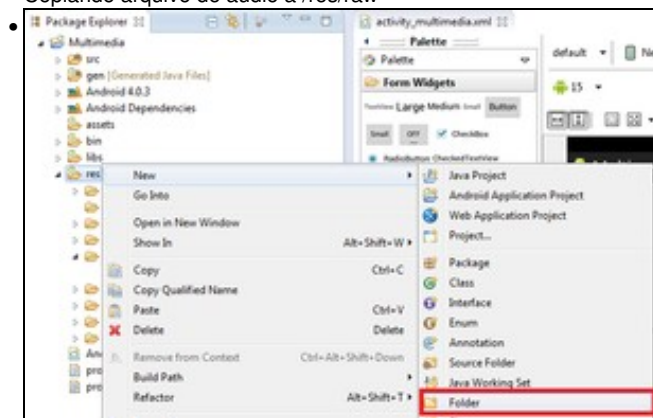 Copiando arquivo de áudio a /res/raw
Package Explorer
Multimedia
src
gen [Generated Java Files]
Android 4.0.3
Android Dependencies
assets
bin
libs
res
activity_multimedia.xml
Palette
Palette
Form Widgets
TextView Large Medium Small Button
Small OFF CheckBox
RadioButton CheckedTextView
default
15
New
Go Into
Open in New Window
Show In Alt+Shift+W
Copy Ctrl+C
Copy Qualified Name
Paste Ctrl+V
Delete Delete
Remove from Context Ctrl+Alt+Shift+Down
Build Path
Refactor Alt+Shift+T
Java Project
Android Application Project
Web Application Project
Project...
Package
Class
Interface
Enum
Annotation
Source Folder
Java Working Set
Folder